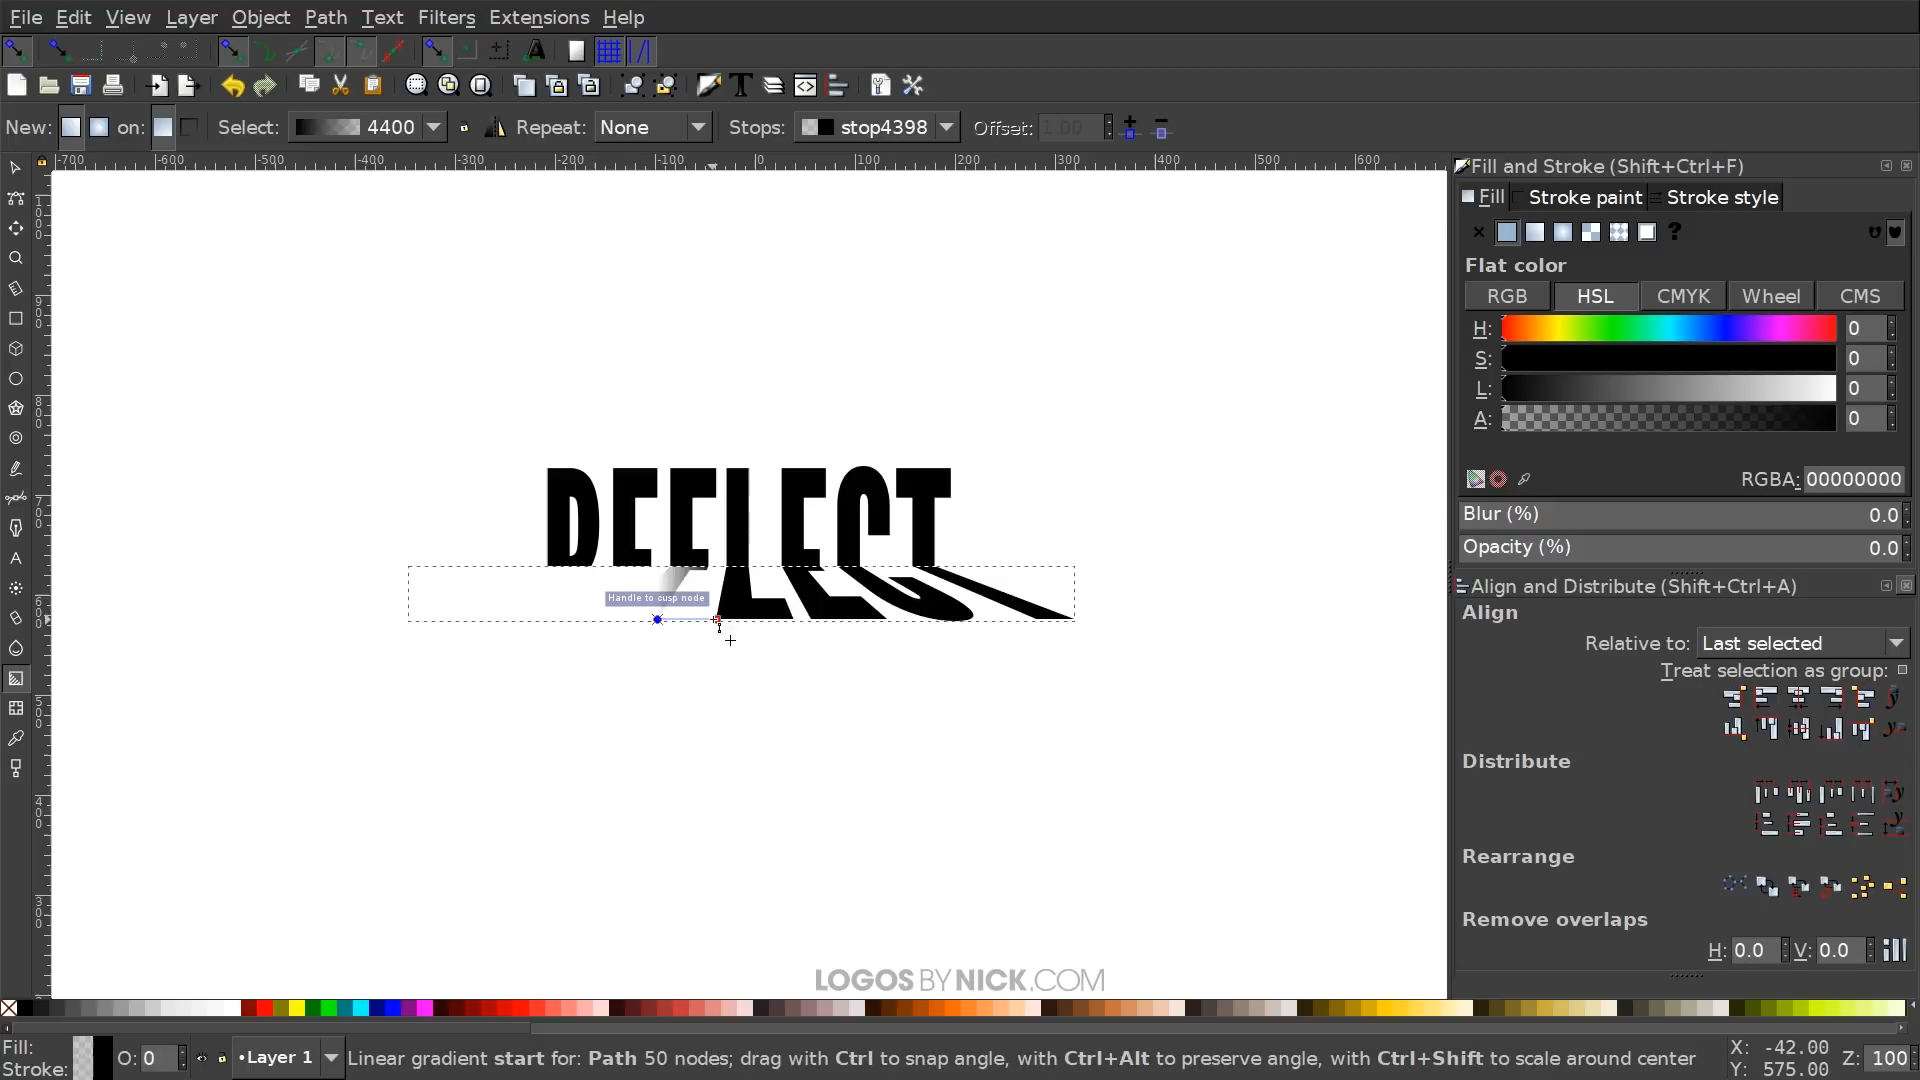 File Edit View Layer Object Path Text Filters Extensions Help
New: on: Select: 4400 Repeat: None Stops: stop4398 Offset: 1.00
-700 -600 -500 -400 -300 -200 -100 0 100 200 300 400 500 600
Fill and Stroke (Shift+Ctrl+F)
Fill Stroke paint Stroke style
Flat color
RGB HSL CMYK Wheel CMS
H: 0
S: 0
L: 0
A: 0
RGBA: 00000000
Blur (%) 0.0
Opacity (%) 0.0
DEFLECT
Handle to cusp node
Align and Distribute (Shift+Ctrl+A)
Align
Relative to: Last selected
Treat selection as group:
Distribute
Rearrange
Remove overlaps
H: 0.0 V: 0.0
LOGOS BY NICK.COM
Fill:
Stroke:
O: 0
•Layer 1
Linear gradient start for: Path 50 nodes; drag with Ctrl to snap angle, with Ctrl+Alt to preserve angle, with Ctrl+Shift to scale around center
X: -42.00
Y: 575.00
Z: 100